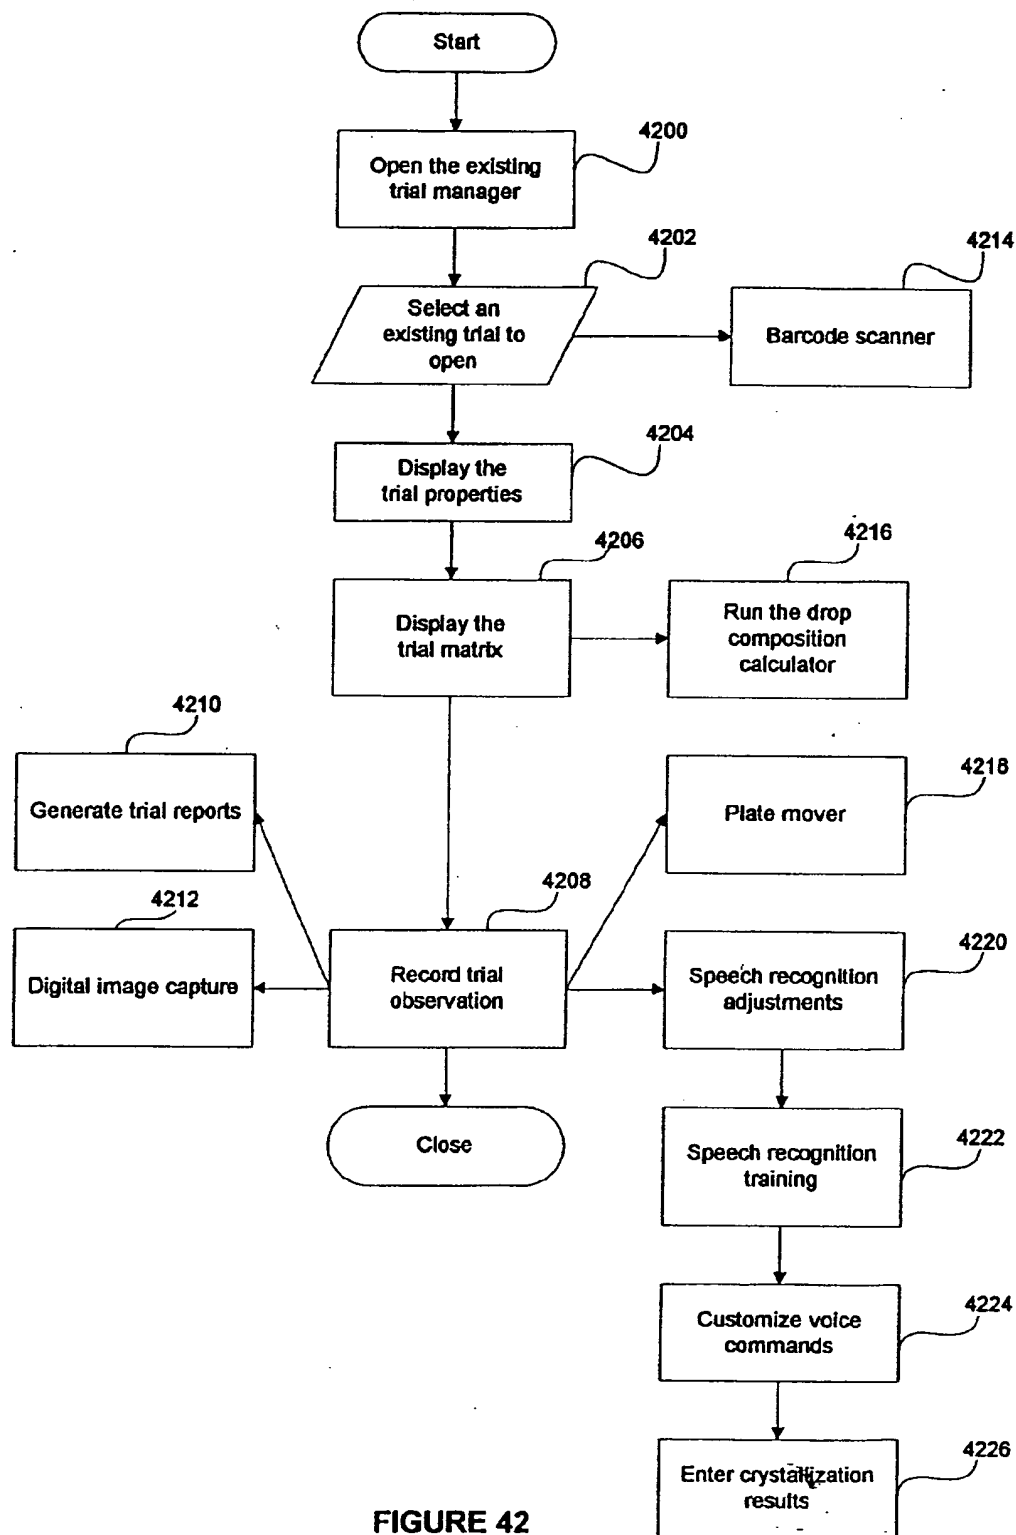 Start
4200
Open the existing
trial manager
4202
4214
Select an
existing trial to
open
Barcode scanner
4204
Display the
trial properties
4206
4216
Display the
trial matrix
Run the drop
composition
calculator
4210
4218
Generate trial reports
Plate mover
4208
4212
4220
Digital image capture
Record trial
observation
Speech recognition
adjustments
Close
4222
Speech recognition
training
4224
Customize voice
commands
4226
Enter crystallization
results
FIGURE 42